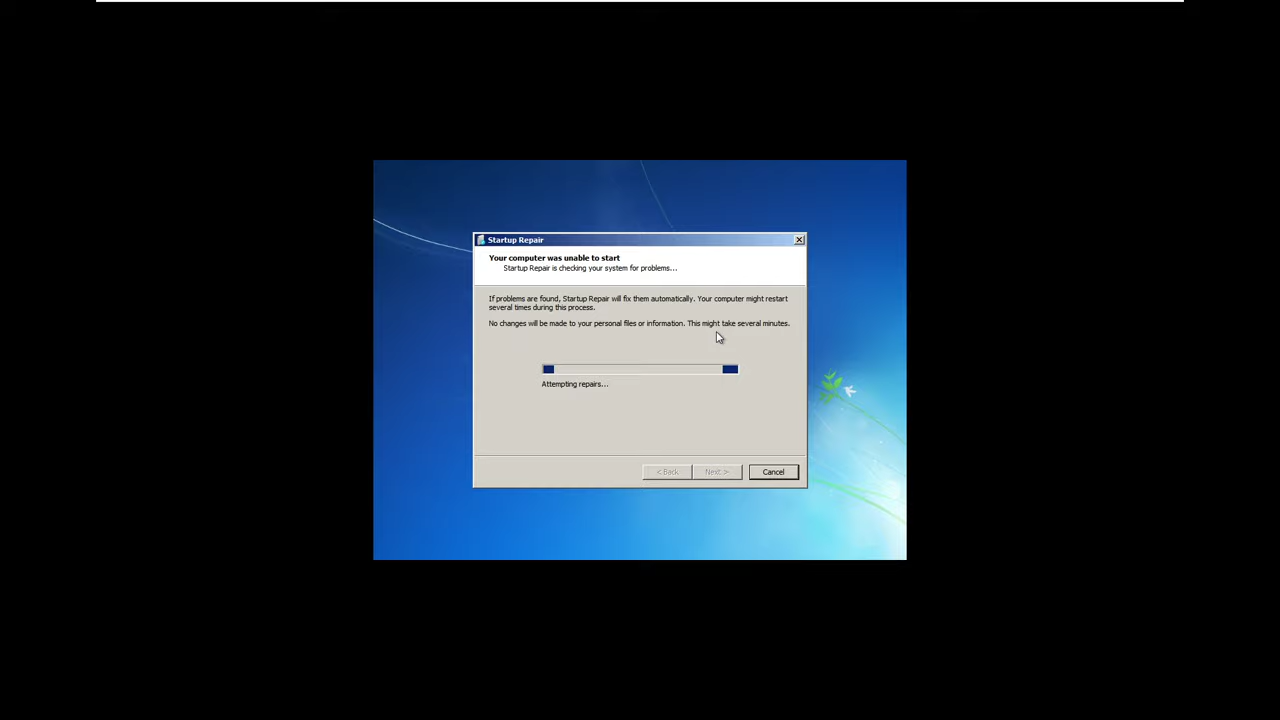 Startup Repair
Your computer was unable to start
Startup Repair is checking your system for problems...
If problems are found, Startup Repair will fix them automatically. Your computer might restart
several times during this process.
No changes will be made to your personal files or information. This might take several minutes.
Attempting repairs...
< Back Next > Cancel